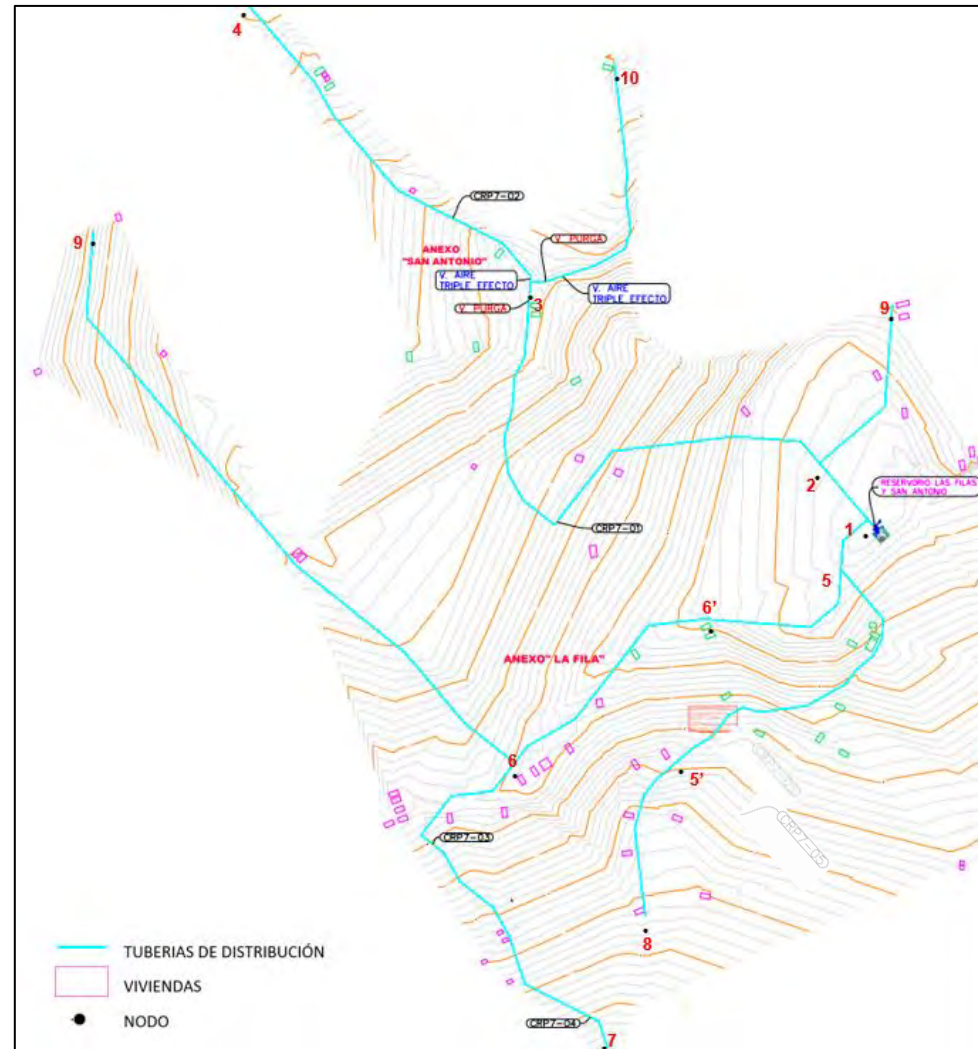 4
10
CRP7-02
9
ANEXO
"SAN ANTONIO"
V. PURGA
V. AIRE
TRIPLE EFECTO
V. AIRE
TRIPLE EFECTO
3
V. PURGA
9
2
RESERVORIO LAS FILAS
Y SAN ANTONIO
CRP7-01
1
5
6'
ANEXO" LA FILA"
6
5'
CRP7-05
CRP7-03
8
TUBERIAS DE DISTRIBUCIÓN
VIVIENDAS
NODO
CRP7-04
7